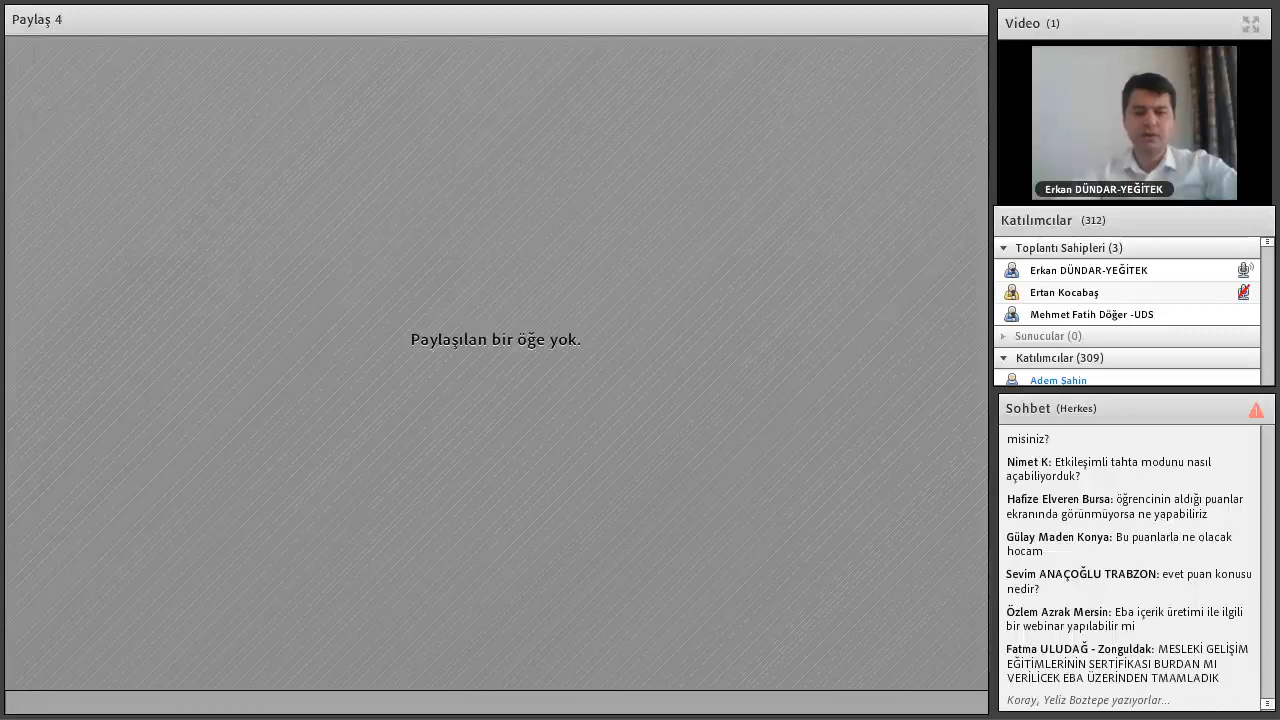 Paylaş 4
Paylaşılan bir öğe yok.
Video (1)
Erkan DÜNDAR-YEĞİTEK
Katılımcılar (312)
Toplantı Sahipleri (3)
Erkan DÜNDAR-YEĞİTEK
Ertan Kocabaş
Mehmet Fatih Döğer -UDS
Sunucular (0)
Katılımcılar (309)
Adem Şahin
Sohbet (Herkes)
misiniz?
Nimet K: Etkileşimli tahta modunu nasıl
açabiliyorduk?
Hafize Elveren Bursa: öğrencinin aldığı puanlar
ekranında görünmüyorsa ne yapabiliriz
Gülay Maden Konya: Bu puanlarla ne olacak
hocam
Sevim ANAÇOĞLU TRABZON: evet puan konusu
nedir?
Özlem Azrak Mersin: Eba içerik üretimi ile ilgili
bir webinar yapılabilir mi
Fatma ULUDAĞ - Zonguldak: MESLEKİ GELİŞİM
EĞİTİMLERİNİN SERTİFİKASI BURDAN MI
VERİLİCEK EBA ÜZERİNDEN TMAMLADIK
Koray, Yeliz Boztepe yazıyorlar...